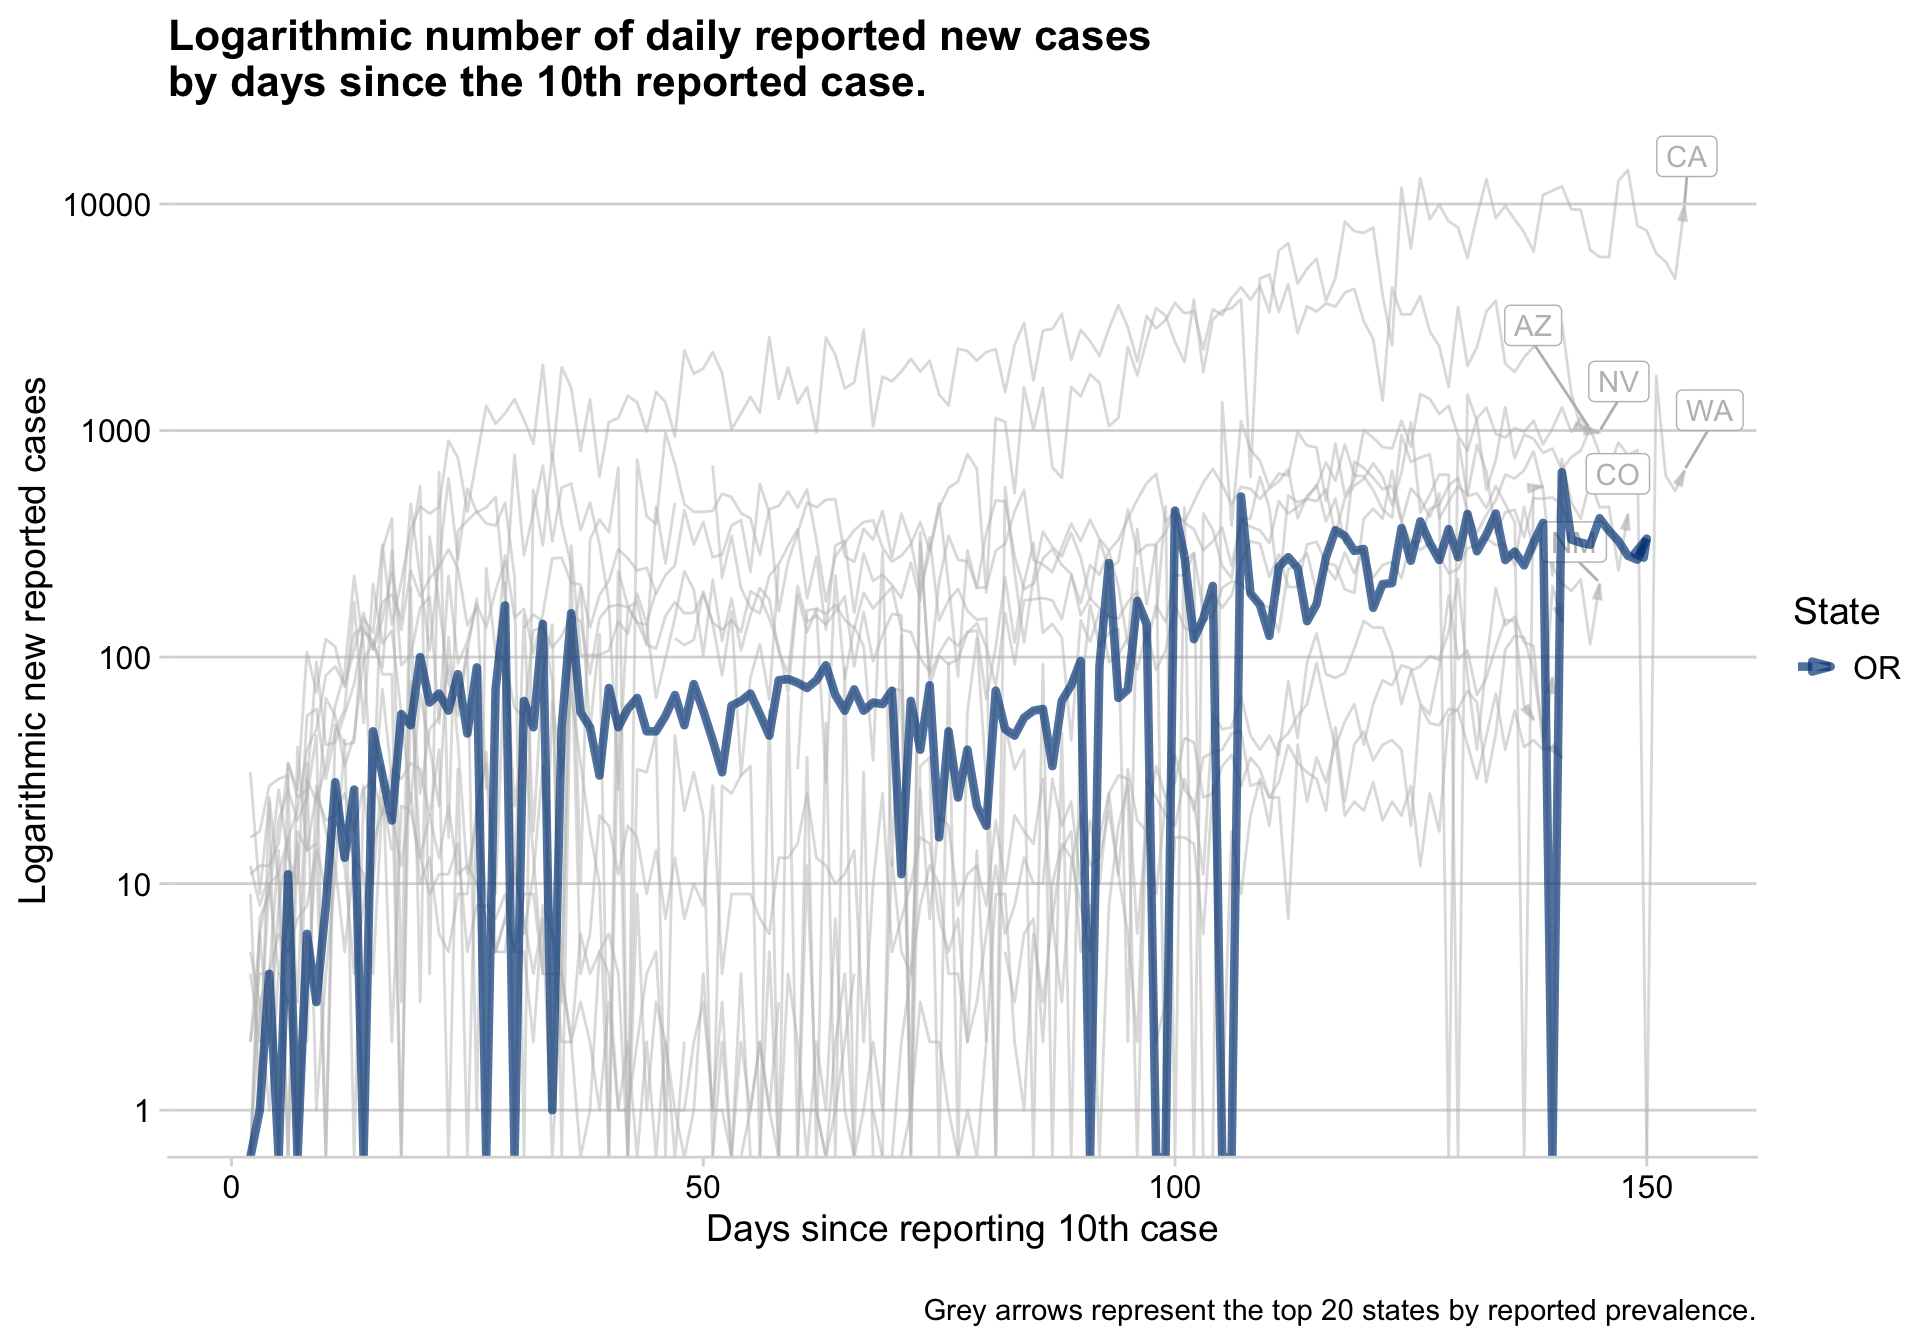 Logarithmic number of daily reported new cases
by days since the 10th reported case.
CA
10000
AZ
NV
WA
1000
CO
NM
Logarithmic new reported cases
State
OR
100
10
1
0 50 100 150
Days since reporting 10th case
Grey arrows represent the top 20 states by reported prevalence.